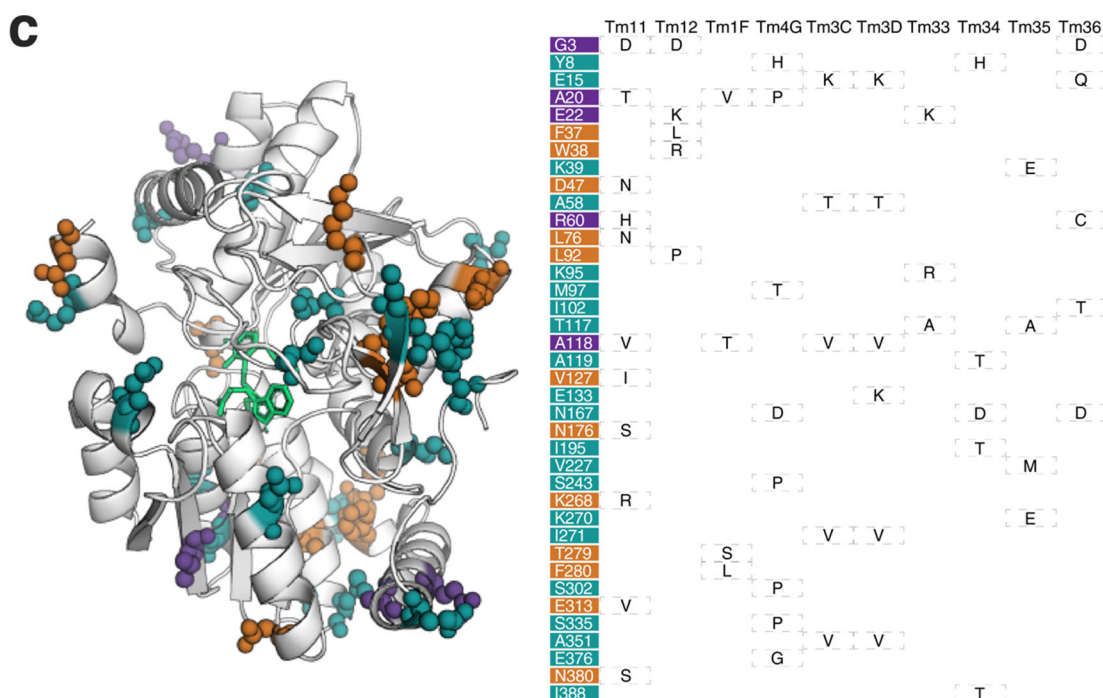 C
Tm11 Tm12 Tm1F Tm4G Tm3C Tm3D Tm33 Tm34 Tm35 Tm36
G3 D D D
Y8 H H
E15 K K Q
A20 T V P
E22 K K
F37 L
W38 R
K39 E
D47 N
A58 T T
R60 H C
L76 N
L92 P
K95 R
M97 T
I102 T
T117 A A
A118 V T V V
A119 T
V127 I
E133 K
N167 D D D
N176 S
I195 T
V227 M
S243 P
K268 R
K270 E
I271 V V
T279 S
F280 L
S302 P
E313 V
S335 P
A351 V V
E376 G
N380 S
I388 T